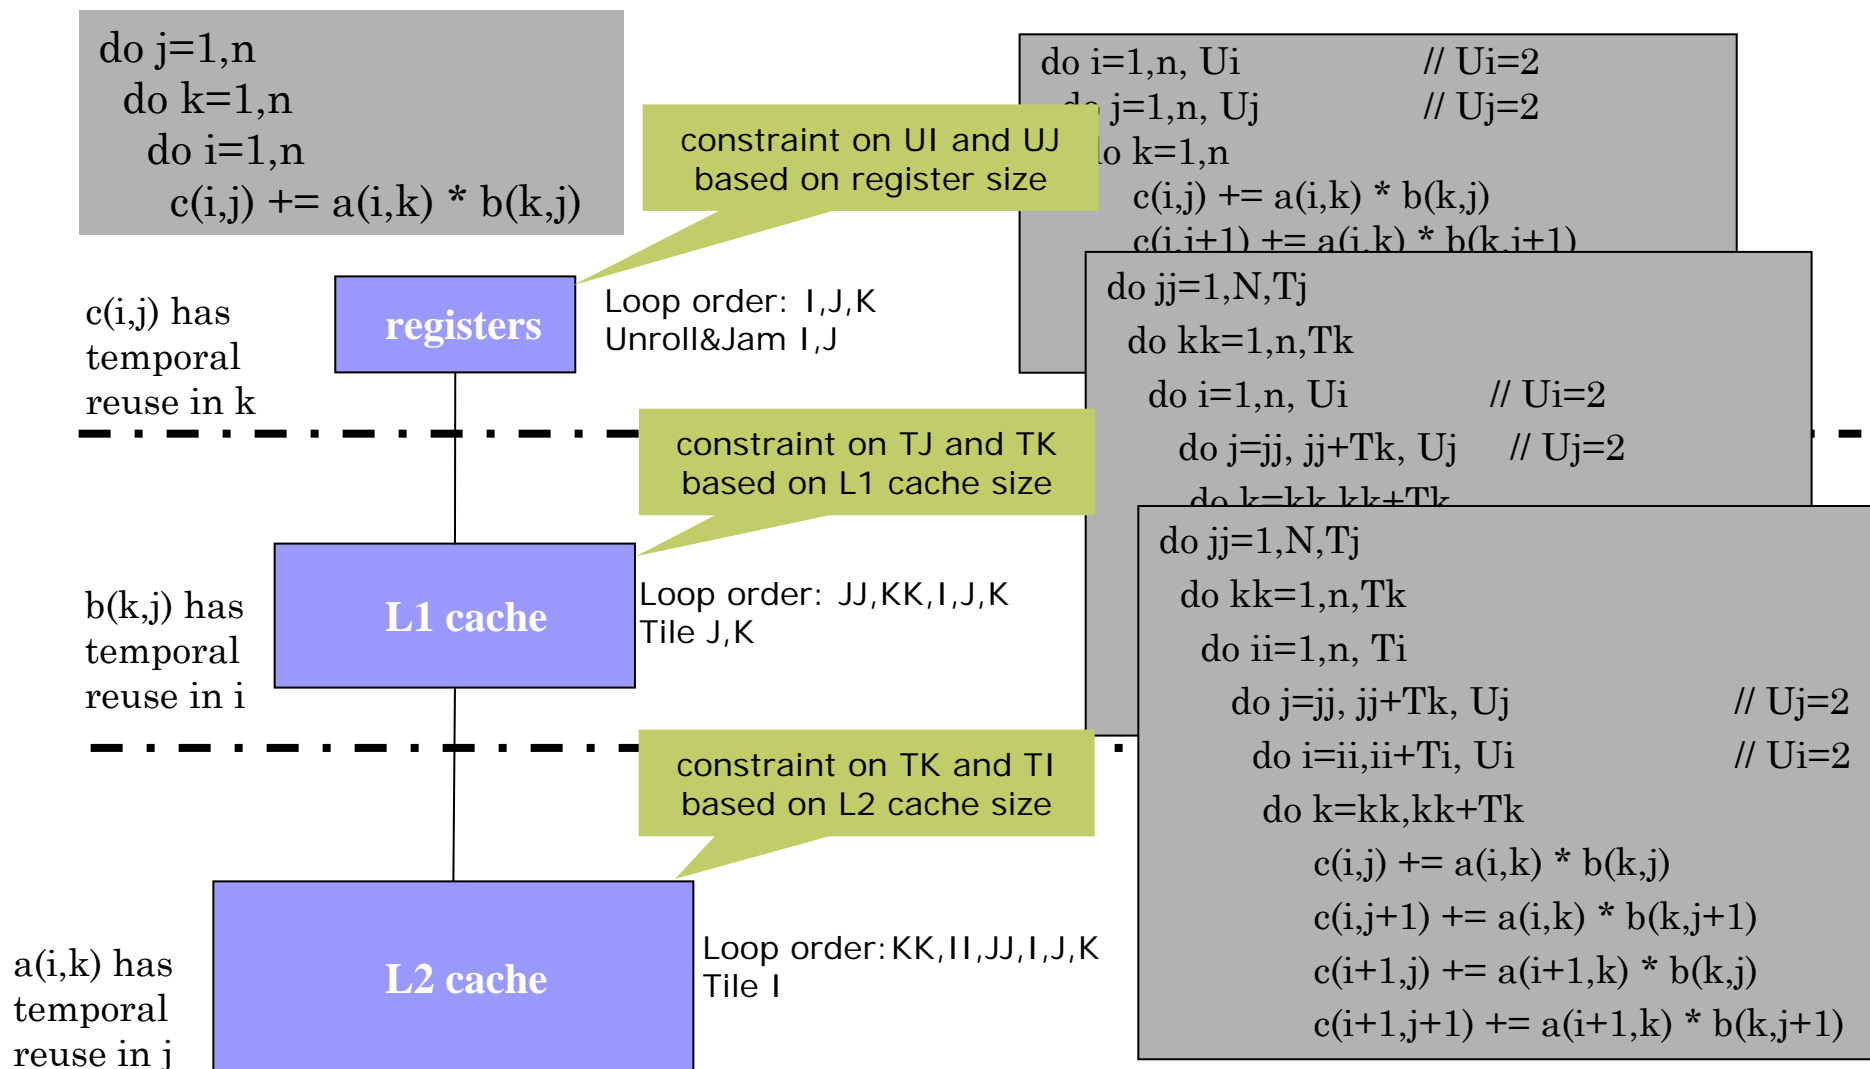 do j=1,n
do k=1,n
do i=1,n
c(i,j) += a(i,k) * b(k,j)
constraint on UI and UJ
based on register size
do i=1,n, Ui // Ui=2
j=1,n, Uj // Uj=2
k=1,n
c(i,j) += a(i,k) * b(k,j)
c(i,j+1) += a(i,k) * b(k,j+1)
c(i,j) has
temporal
reuse in k
registers
Loop order: I,J,K
Unroll&Jam I,J
do jj=1,N,Tj
do kk=1,n,Tk
do i=1,n, Ui // Ui=2
do j=jj, jj+Tk, Uj // Uj=2
do k=kk,kk+Tk
constraint on TJ and TK
based on L1 cache size
b(k,j) has
temporal
reuse in i
L1 cache
Loop order: JJ,KK,I,J,K
Tile J,K
constraint on TK and TI
based on L2 cache size
a(i,k) has
temporal
reuse in j
L2 cache
Loop order:KK,II,JJ,I,J,K
Tile I
do jj=1,N,Tj
do kk=1,n,Tk
do ii=1,n, Ti
do j=jj, jj+Tk, Uj // Uj=2
do i=ii,ii+Ti, Ui // Ui=2
do k=kk,kk+Tk
c(i,j) += a(i,k) * b(k,j)
c(i,j+1) += a(i,k) * b(k,j+1)
c(i+1,j) += a(i+1,k) * b(k,j)
c(i+1,j+1) += a(i+1,k) * b(k,j+1)